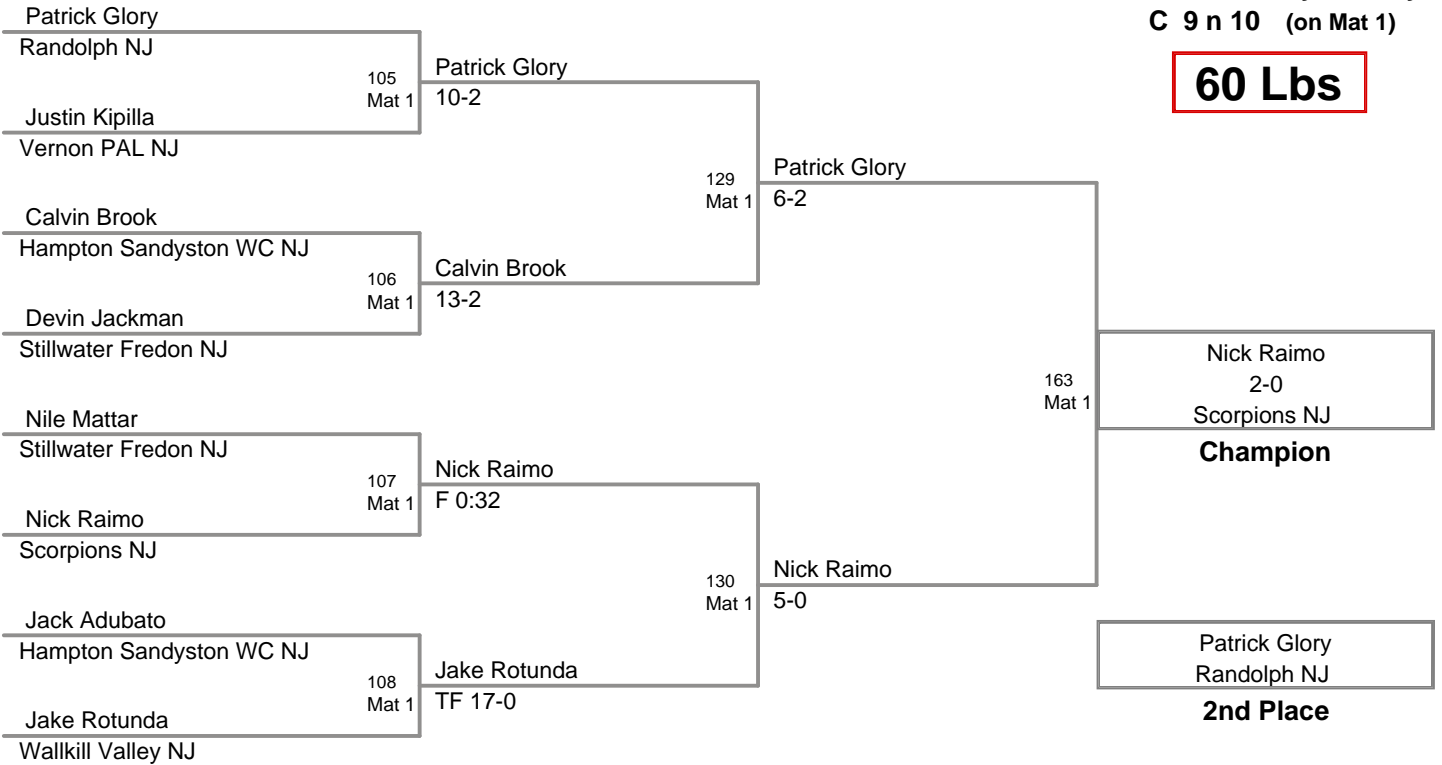 C 9 n 10 (on Mat 1)
60 Lbs
Patrick Glory
Randolph NJ
105
Mat 1
Patrick Glory
10-2
Justin Kipilla
Vernon PAL NJ
129
Mat 1
Patrick Glory
6-2
Calvin Brook
Hampton Sandyston WC NJ
106
Mat 1
Calvin Brook
13-2
Devin Jackman
Stillwater Fredon NJ
163
Mat 1
Nick Raimo
2-0
Scorpions NJ
Champion
Nile Mattar
Stillwater Fredon NJ
107
Mat 1
Nick Raimo
F 0:32
Nick Raimo
Scorpions NJ
130
Mat 1
Nick Raimo
5-0
Jack Adubato
Hampton Sandyston WC NJ
108
Mat 1
Jake Rotunda
TF 17-0
Jake Rotunda
Wallkill Valley NJ
Patrick Glory
Randolph NJ
2nd Place